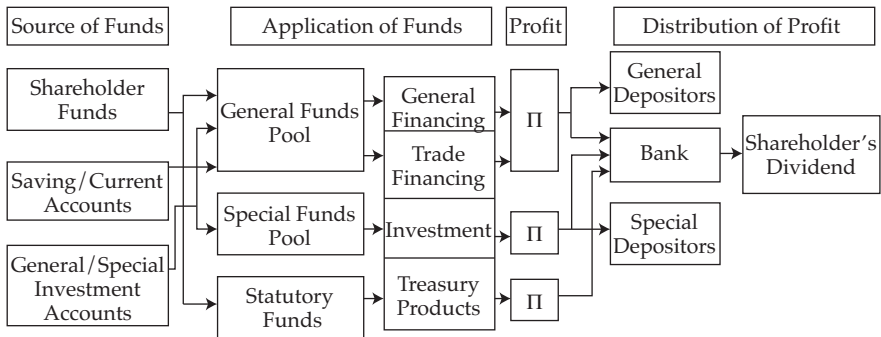 Source of Funds
Application of Funds
Profit
Distribution of Profit
Shareholder
Funds
Saving/Current
Accounts
General/Special
Investment
Accounts
General Funds
Pool
Special Funds
Pool
Statutory
Funds
General
Financing
Trade
Financing
Investment
Treasury
Products
Π
Π
Π
General
Depositors
Bank
Special
Depositors
Shareholder's
Dividend